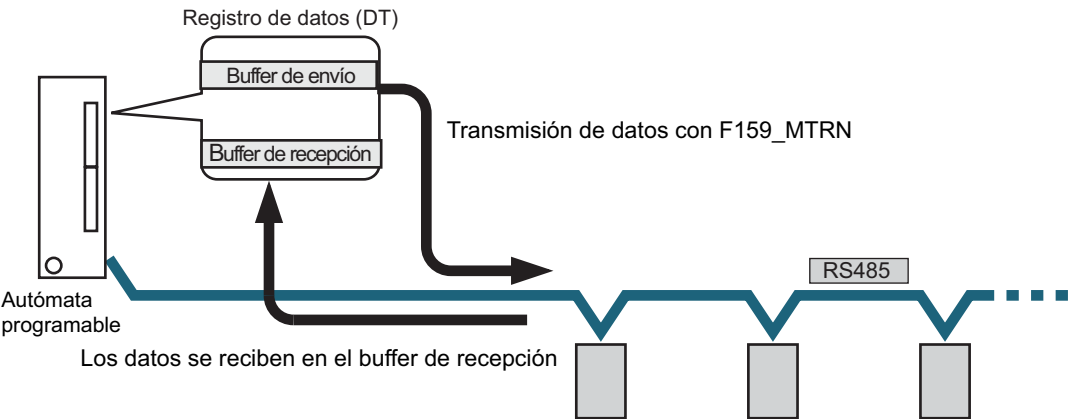 Registro de datos (DT)
Buffer de envío
Transmisión de datos con F159_MTRN
Buffer de recepción
RS485
Autómata
programable
Los datos se reciben en el buffer de recepción